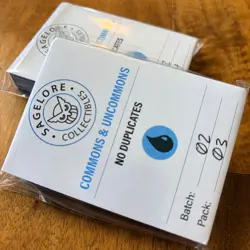 SAGELORE
COLLECTIBLES
COMMONS & UNCOMMONS
NO DUPLICATES
Batch: 02
Pack: 03